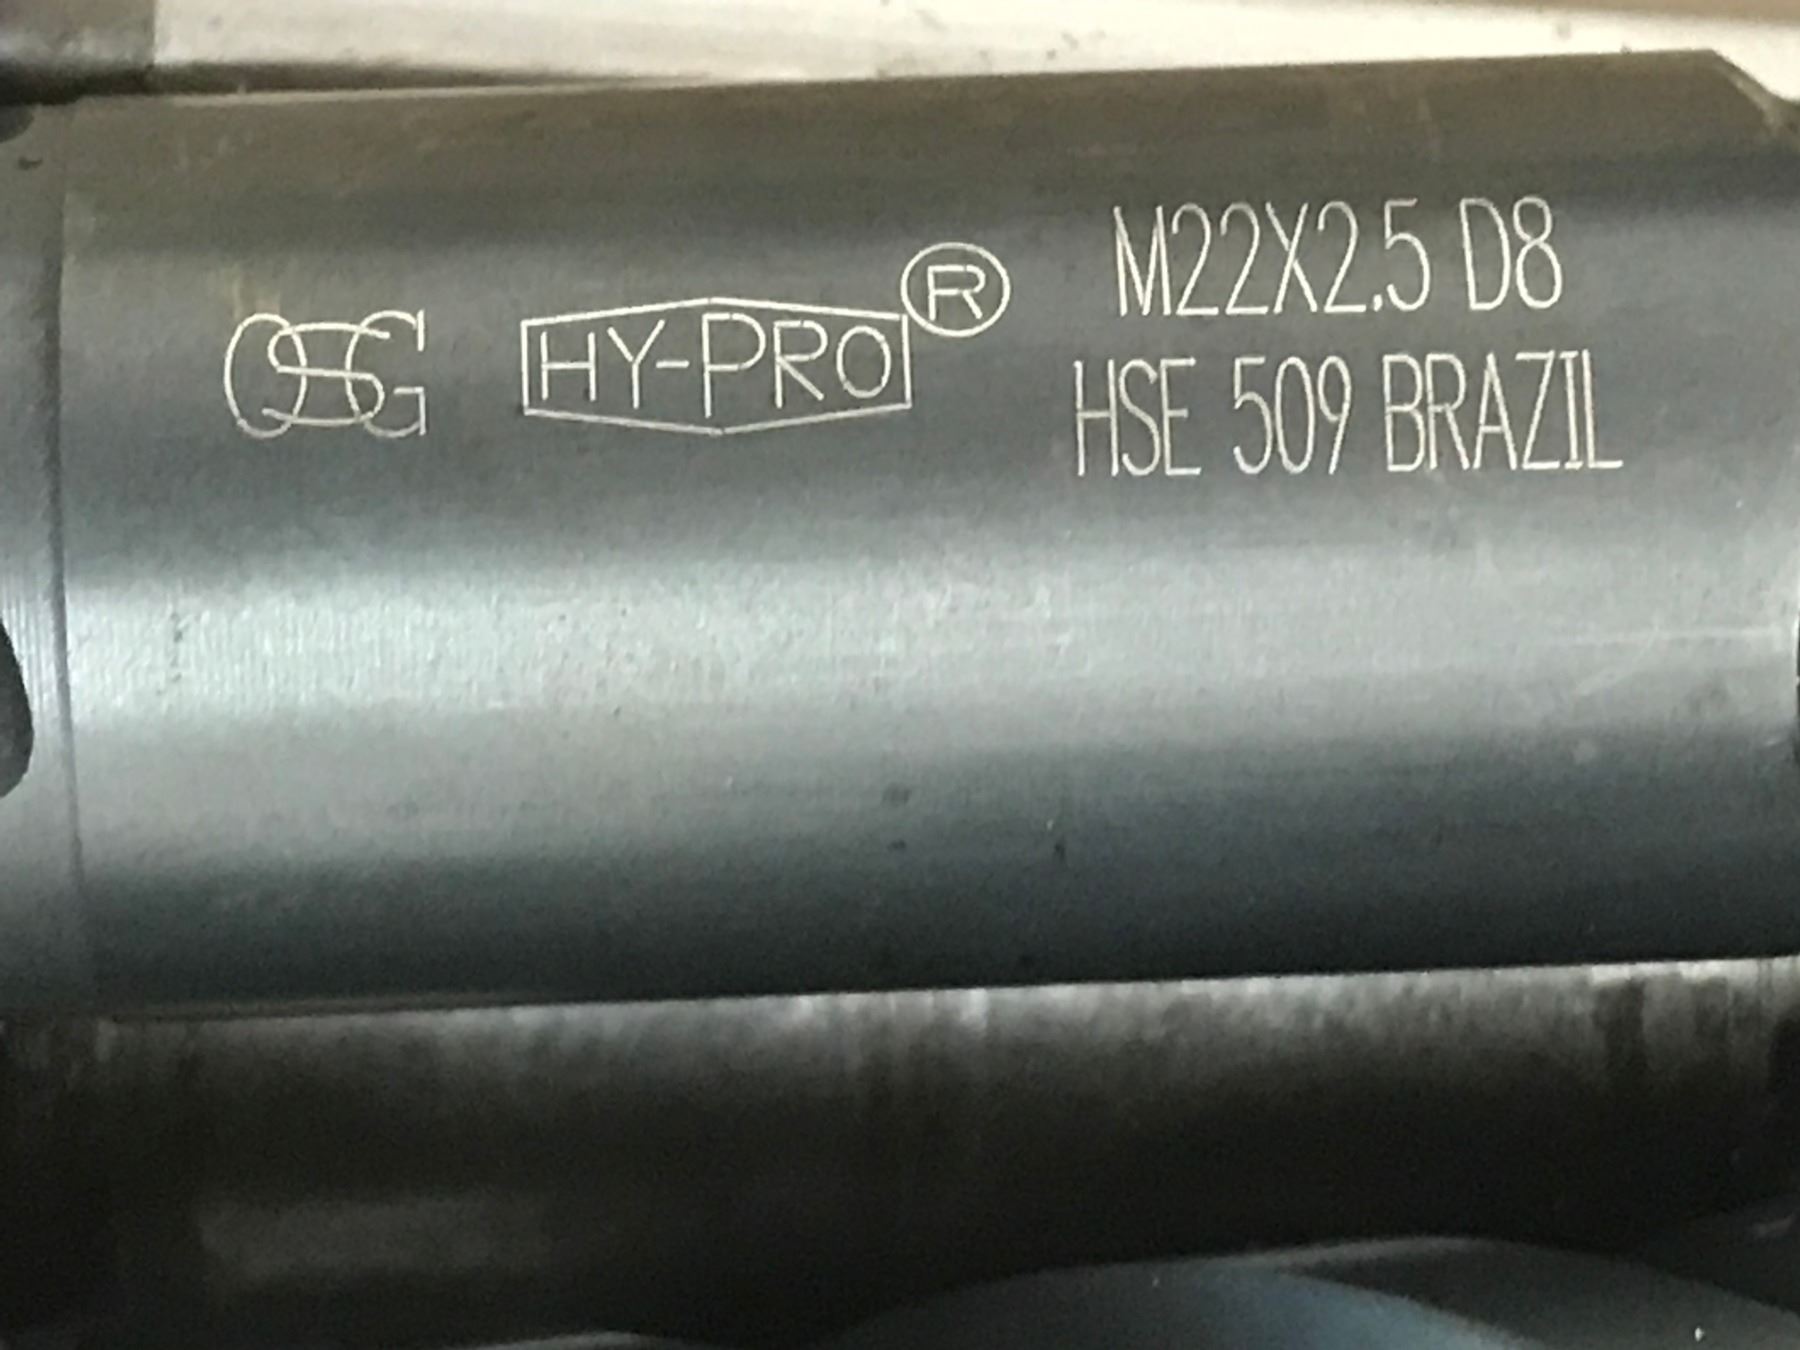 OSG HY-PRO ®
M22X2.5 D8
HSE 509 BRAZIL